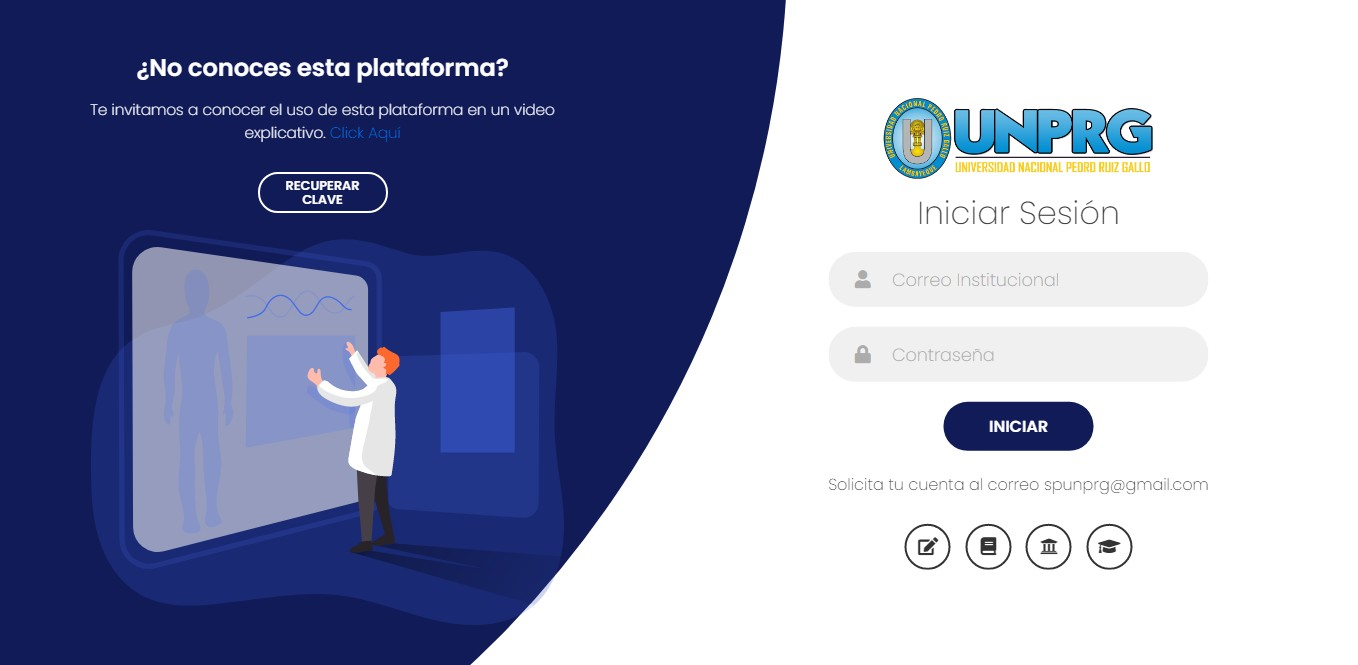 ¿No conoces esta plataforma?
Te invitamos a conocer el uso de esta plataforma en un video
explicativo. Click Aquí
RECUPERAR
CLAVE
UNIVERSIDAD NACIONAL PEDRO RUIZ GALLO
LAMBAYEQUE
UNPRG
UNIVERSIDAD NACIONAL PEDRO RUIZ GALLO
Iniciar Sesión
Correo Institucional
Contraseña
INICIAR
Solicita tu cuenta al correo spunprg@gmail.com